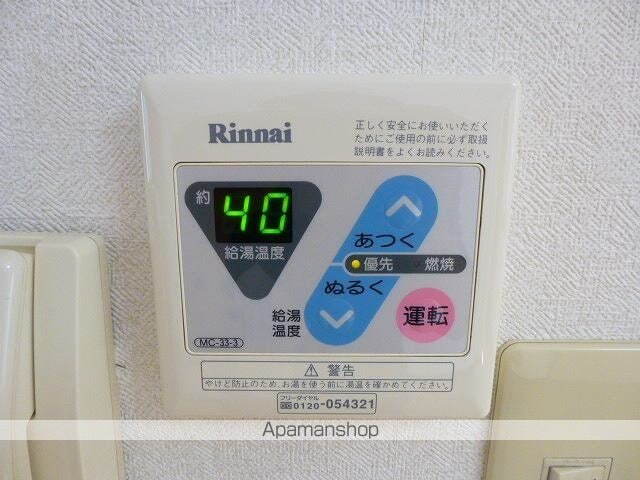 Rinnai
正しく安全にお使いいただく
ためにご使用の前に必ず取扱
説明書をよくお読みください。
約
40
給湯温度
あつく
優先 燃焼
ぬるく
給湯
温度
運転
MC-33-3
⚠ 警告
やけど防止のため、お湯を使う前に湯温を確かめてください。
フリーダイヤル
0120-054321
Apamanshop